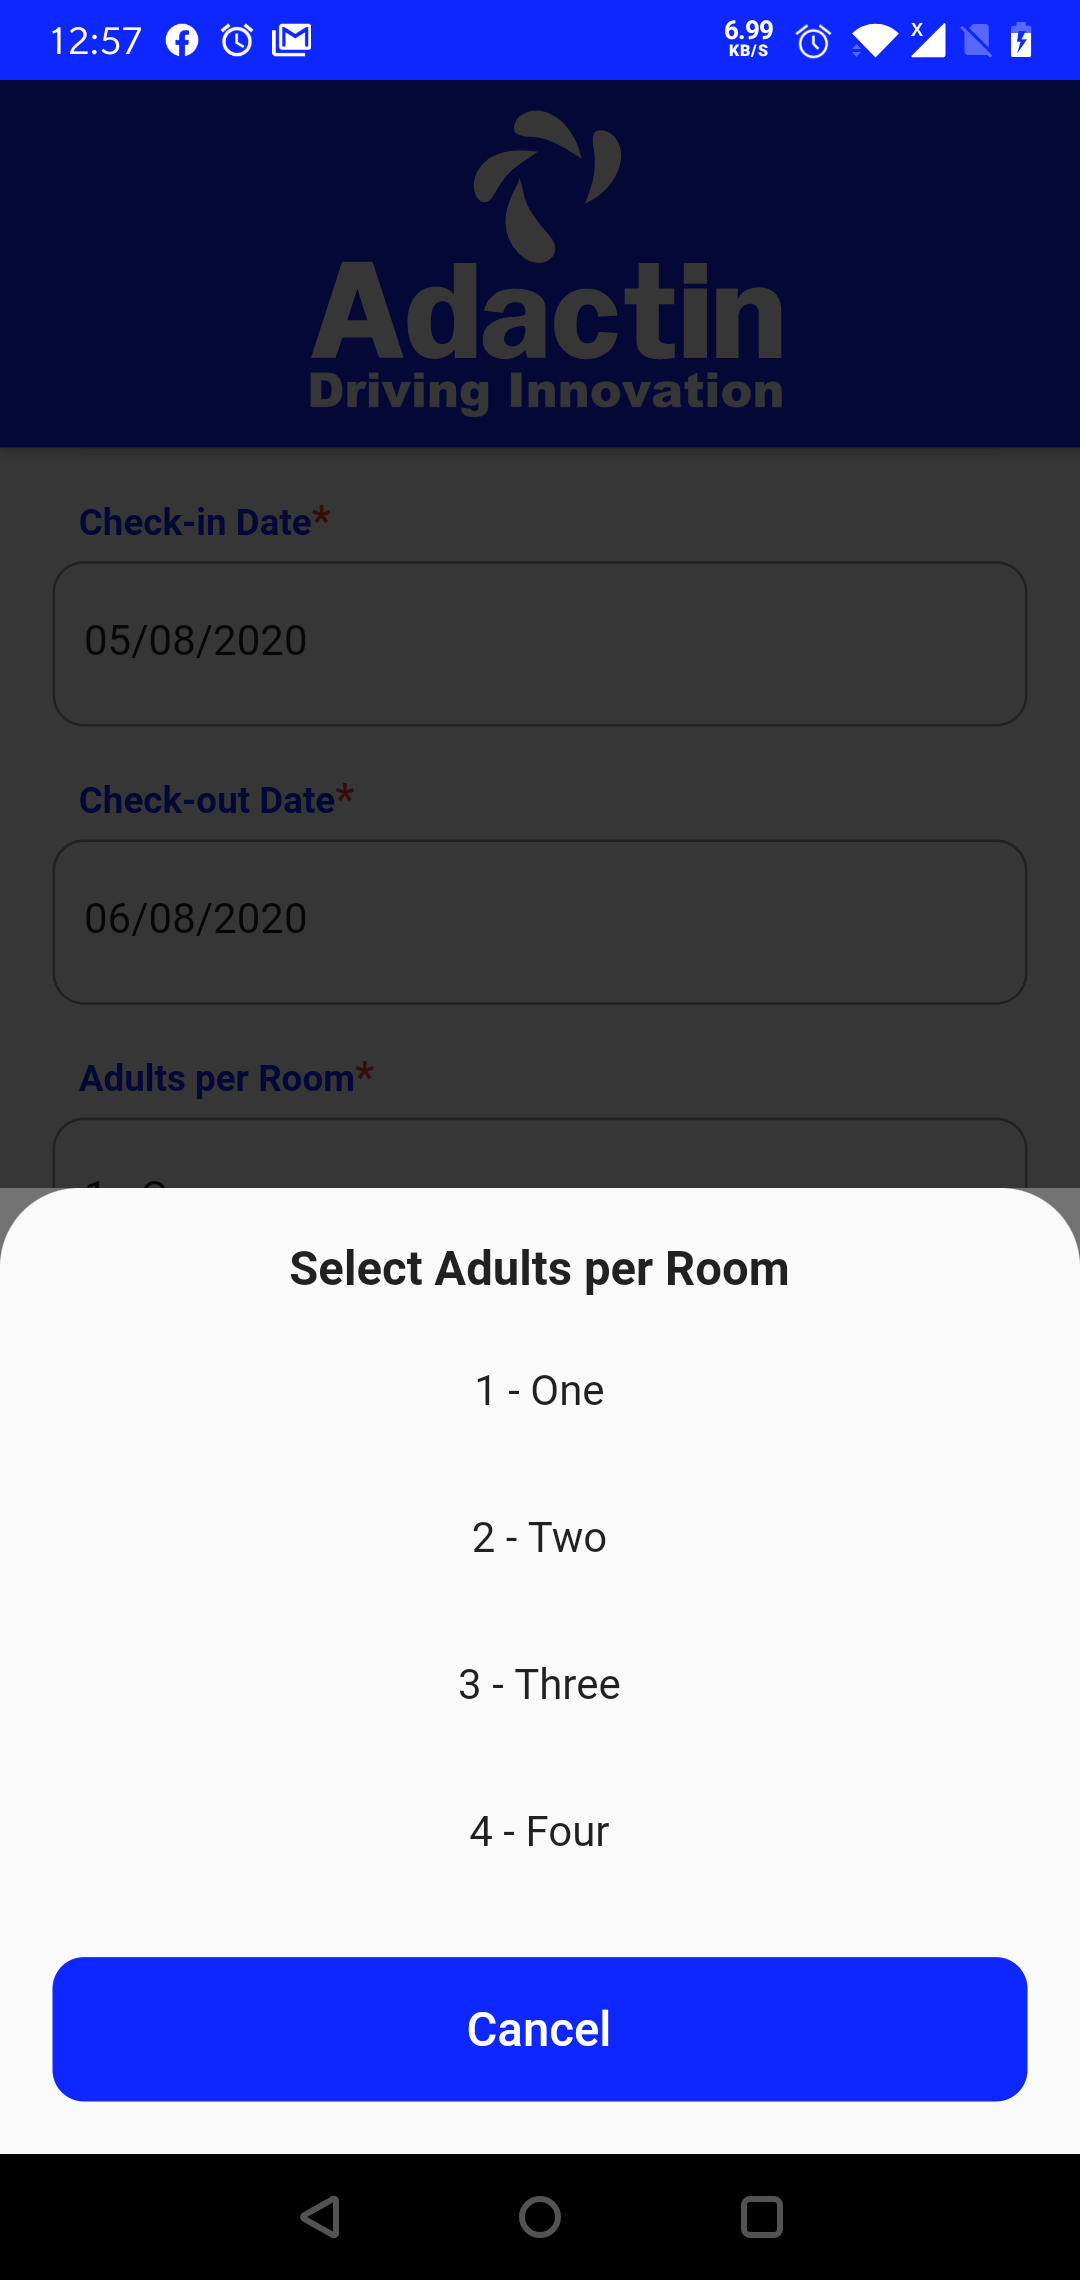 12:57
6.99
KB/S
Adactin
Driving Innovation
Check-in Date*
05/08/2020
Check-out Date*
06/08/2020
Adults per Room*
Select Adults per Room
1 - One
2 - Two
3 - Three
4 - Four
Cancel